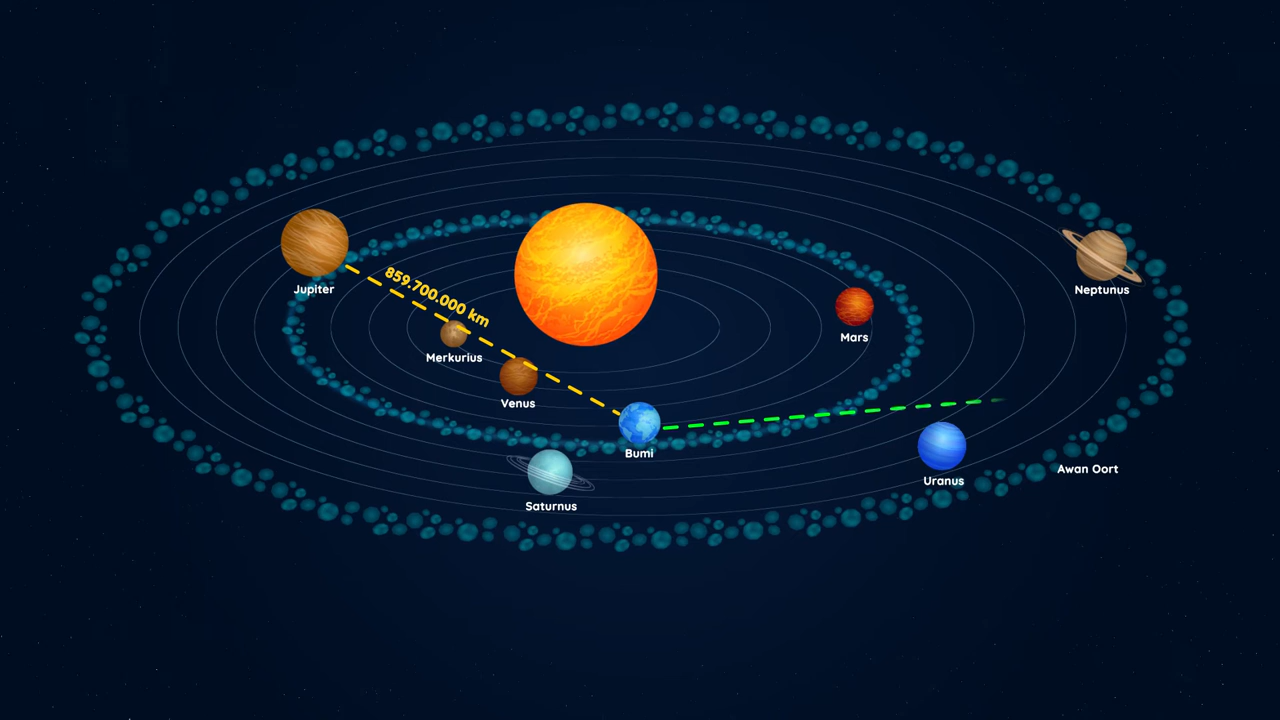 859.700.000 km
Jupiter
Neptunus
Mars
Merkurius
Venus
Bumi
Awan Oort
Uranus
Saturnus